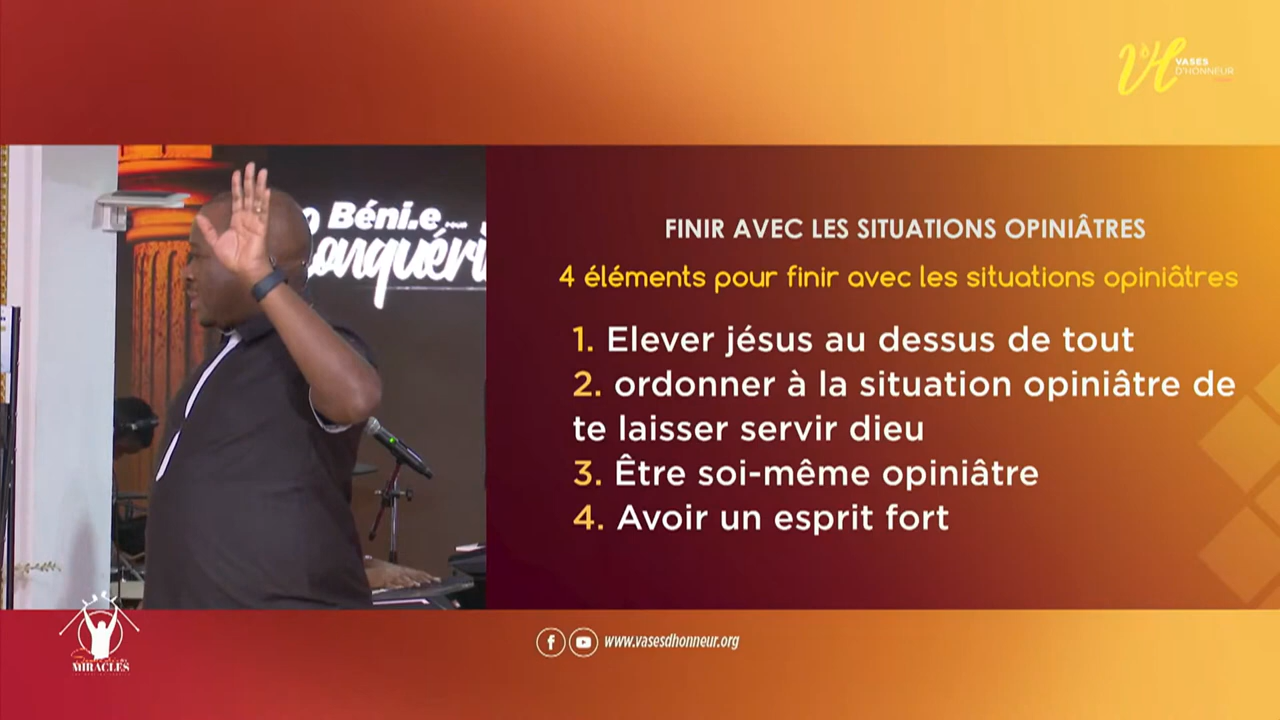 VASES
D'HONNEUR
Béni.e POUR
onquéri
FINIR AVEC LES SITUATIONS OPINIÂTRES
4 éléments pour finir avec les situations opiniâtres
1. Elever jésus au dessus de tout
2. ordonner à la situation opiniâtre de
te laisser servir dieu
3. Être soi-même opiniâtre
4. Avoir un esprit fort
www.vasesdhonneur.org
MIRACLES